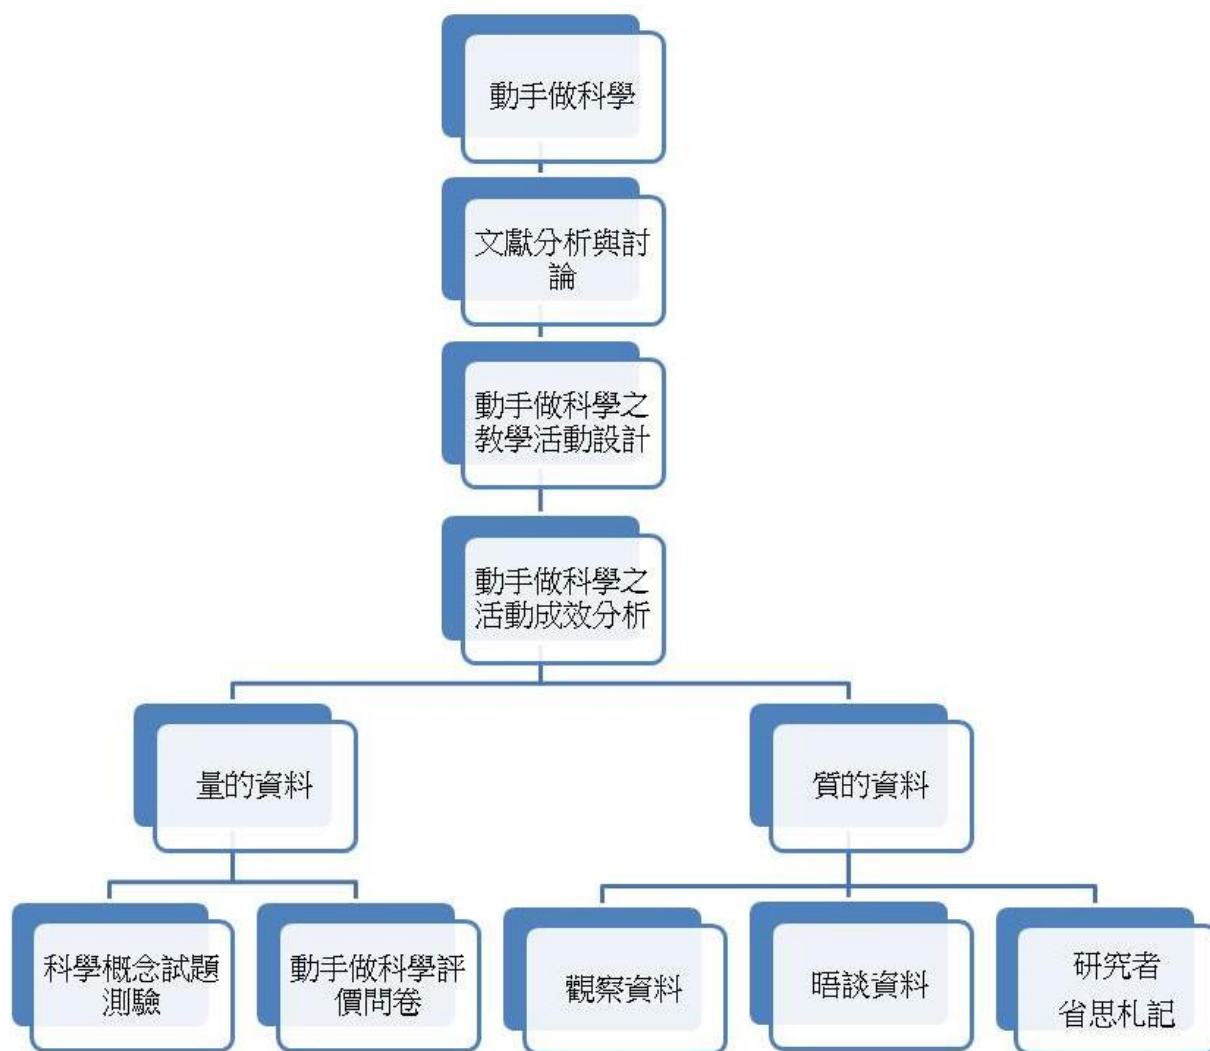 動手做科學
文獻分析與討
論
動手做科學之
教學活動設計
動手做科學之
活動成效分析
量的資料
質的資料
科學概念試題
測驗
動手做科學評
價問卷
觀察資料
晤談資料
研究者
省思札記